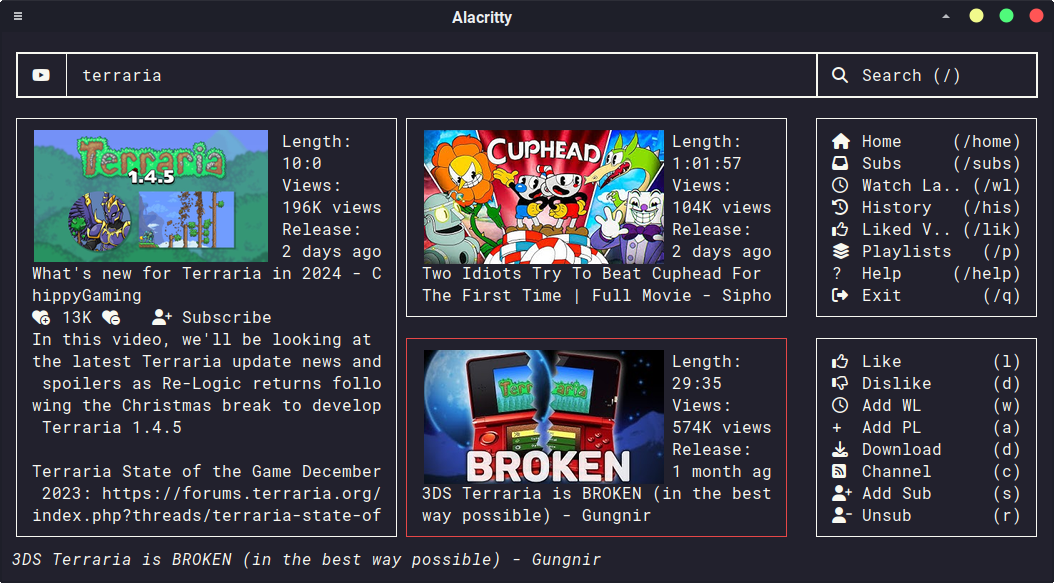 Alacritty
terraria
Search (/)
Terraria
1.4.5
Length:
10:0
Views:
196K views
Release:
2 days ago
What's new for Terraria in 2024 - C
hippyGaming
13K
Subscribe
In this video, we'll be looking at
the latest Terraria update news and
spoilers as Re-Logic returns follo
wing the Christmas break to develop
Terraria 1.4.5
Terraria State of the Game December
2023: https://forums.terraria.org/
index.php?threads/terraria-state-of
CUPHEAD
Length:
1:01:57
Views:
104K views
Release:
2 days ago
Two Idiots Try To Beat Cuphead For
The First Time | Full Movie - Sipho
Terraria
BROKEN
Length:
29:35
Views:
574K views
Release:
1 month ag
3DS Terraria is BROKEN (in the best
way possible) - Gungnir
Home (/home)
Subs (/subs)
Watch La.. (/wl)
History (/his)
Liked V.. (/lik)
Playlists (/p)
? Help (/help)
Exit (/q)
Like (l)
Dislike (d)
Add WL (w)
+ Add PL (a)
Download (d)
Channel (c)
Add Sub (s)
Unsub (r)
3DS Terraria is BROKEN (in the best way possible) - Gungnir